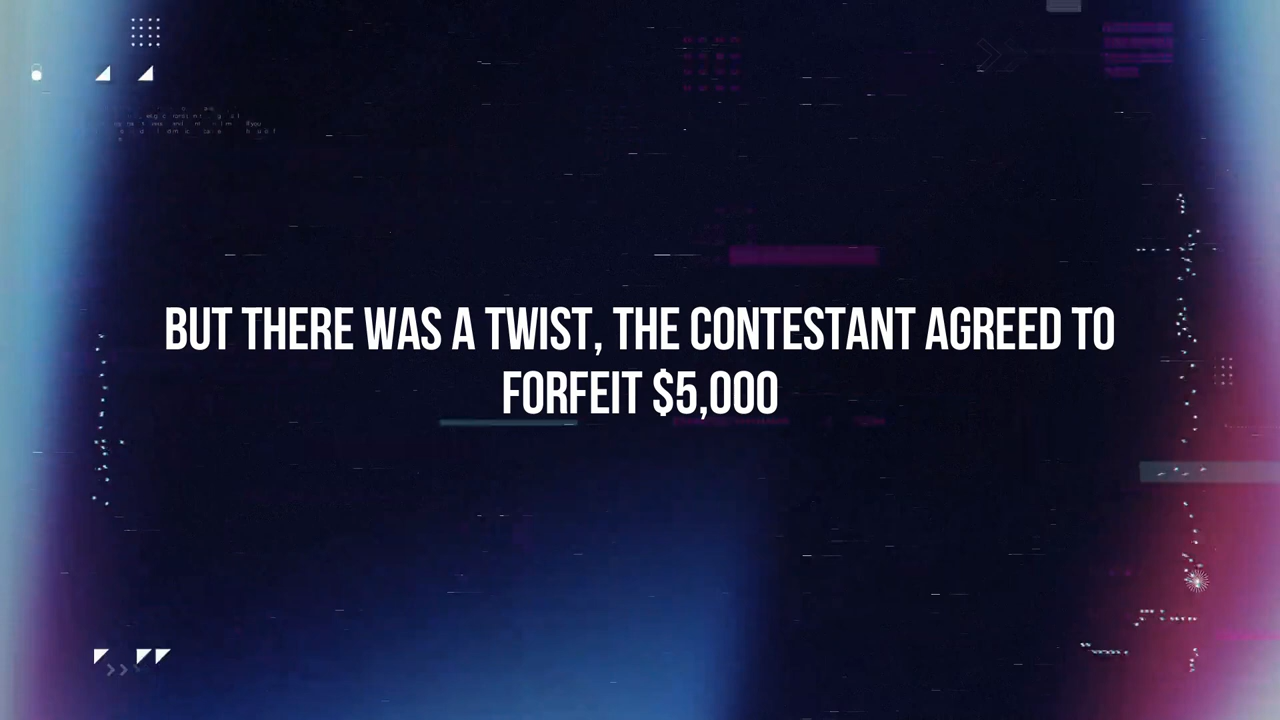 BUT THERE WAS A TWIST, THE CONTESTANT AGREED TO
FORFEIT $5,000